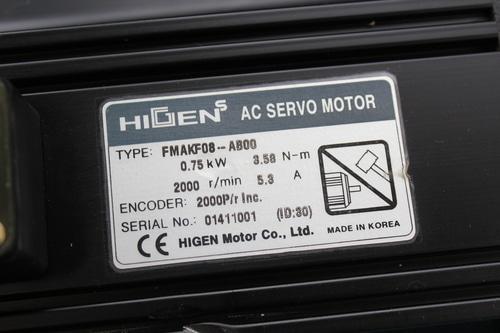 HIGEN S AC SERVO MOTOR
TYPE: FMAKF08-AB00
0.75 kW 3.58 N-m
2000 r/min 5.3 A
ENCODER: 2000P/r Inc.
SERIAL No.: 01411001 (ID:30)
CE HIGEN Motor Co., Ltd. MADE IN KOREA